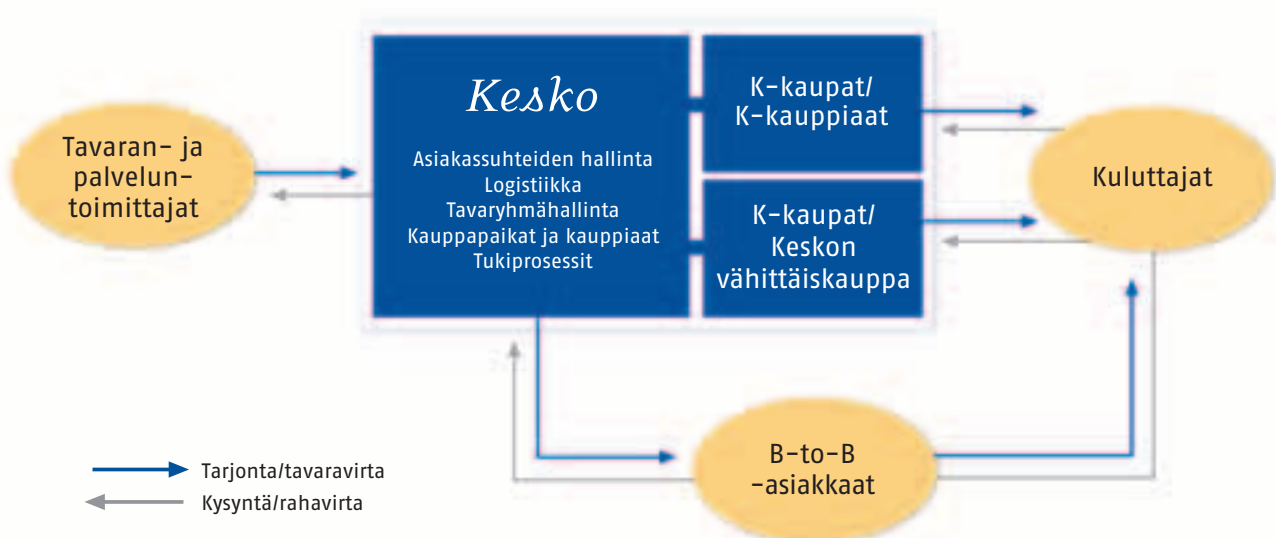 Tavaran- ja
palvelun-
toimittajat
Kesko
Asiakassuhteiden hallinta
Logistiikka
Tavaryhmähallinta
Kauppapaikat ja kauppiaat
Tukiprosessit
K-kaupat/
K-kauppiaat
K-kaupat/
Keskon
vähittäiskauppa
Kuluttajat
B-to-B
-asiakkaat
Tarjonta/tavaravirta
Kysyntä/rahavirta